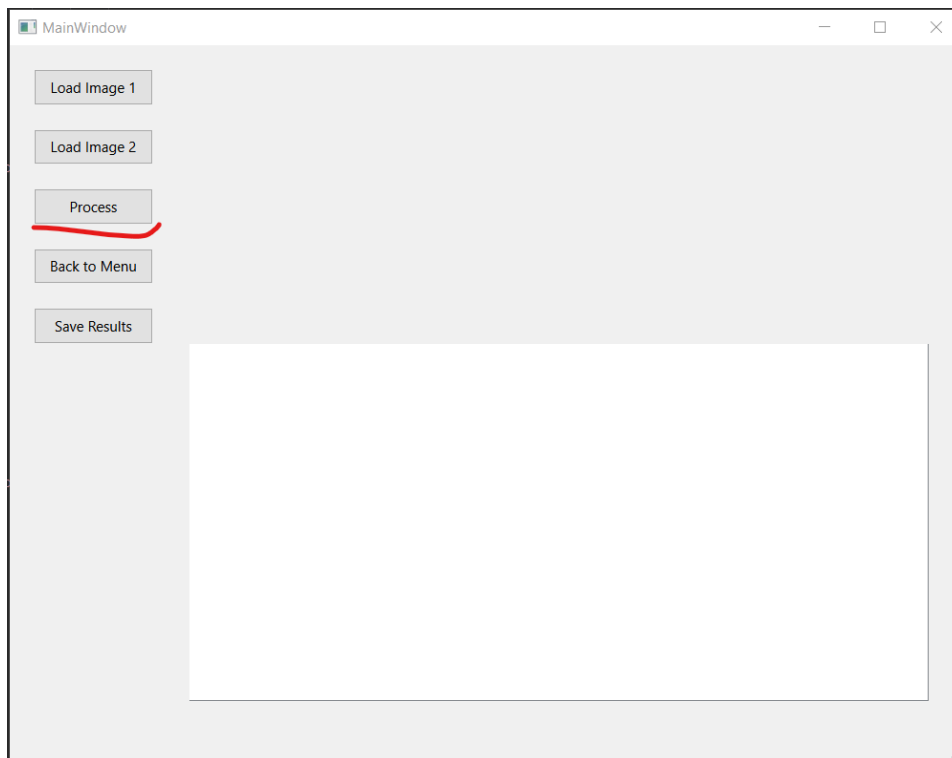 MainWindow
Load Image 1
Load Image 2
Process
Back to Menu
Save Results